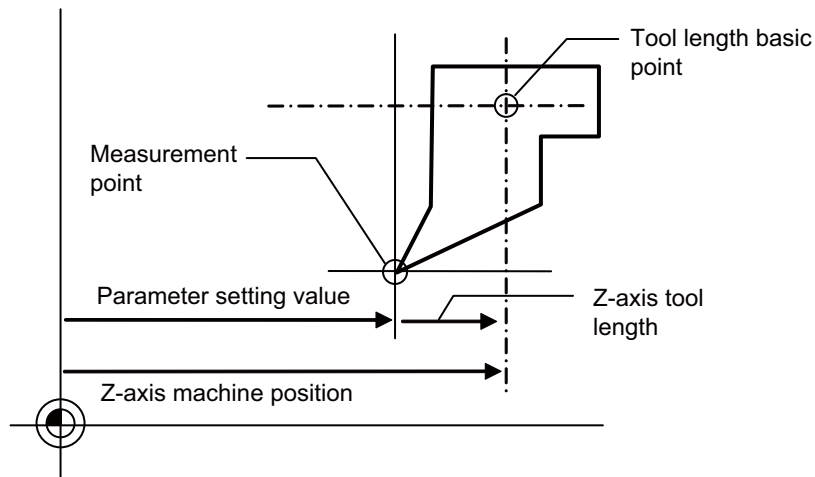 Tool length basic
point
Measurement
point
Parameter setting value
Z-axis tool
length
Z-axis machine position